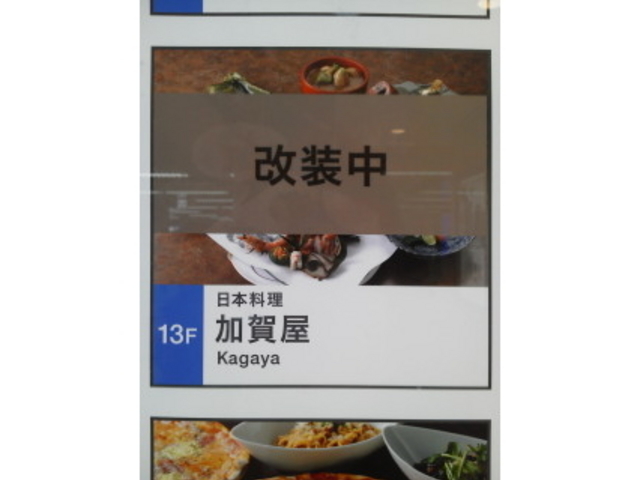 改装中
日本料理
13F
加賀屋
Kagaya